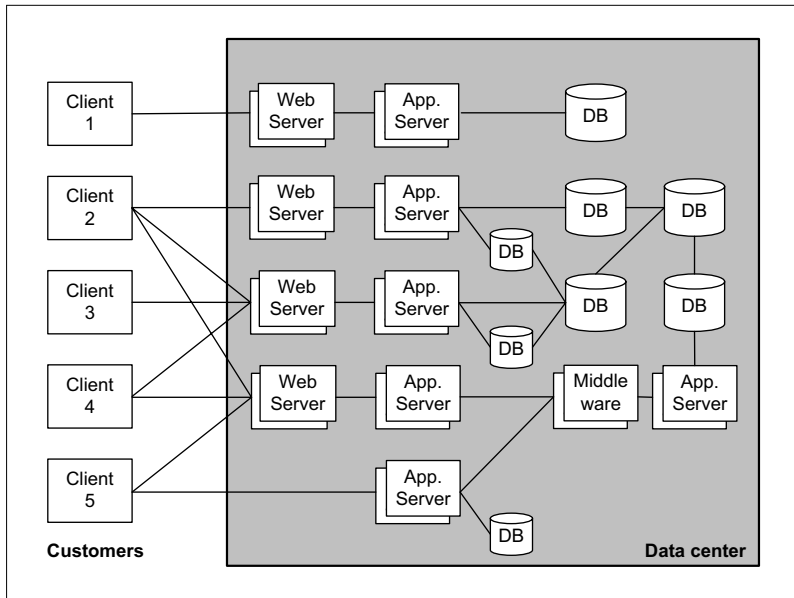 Client
1
Web
Server
App.
Server
DB
Client
2
Web
Server
App.
Server
DB
DB
DB
Client
3
Web
Server
App.
Server
DB
DB
DB
Client
4
Web
Server
App.
Server
Middle
ware
App.
Server
Client
5
App.
Server
DB
Customers
Data center